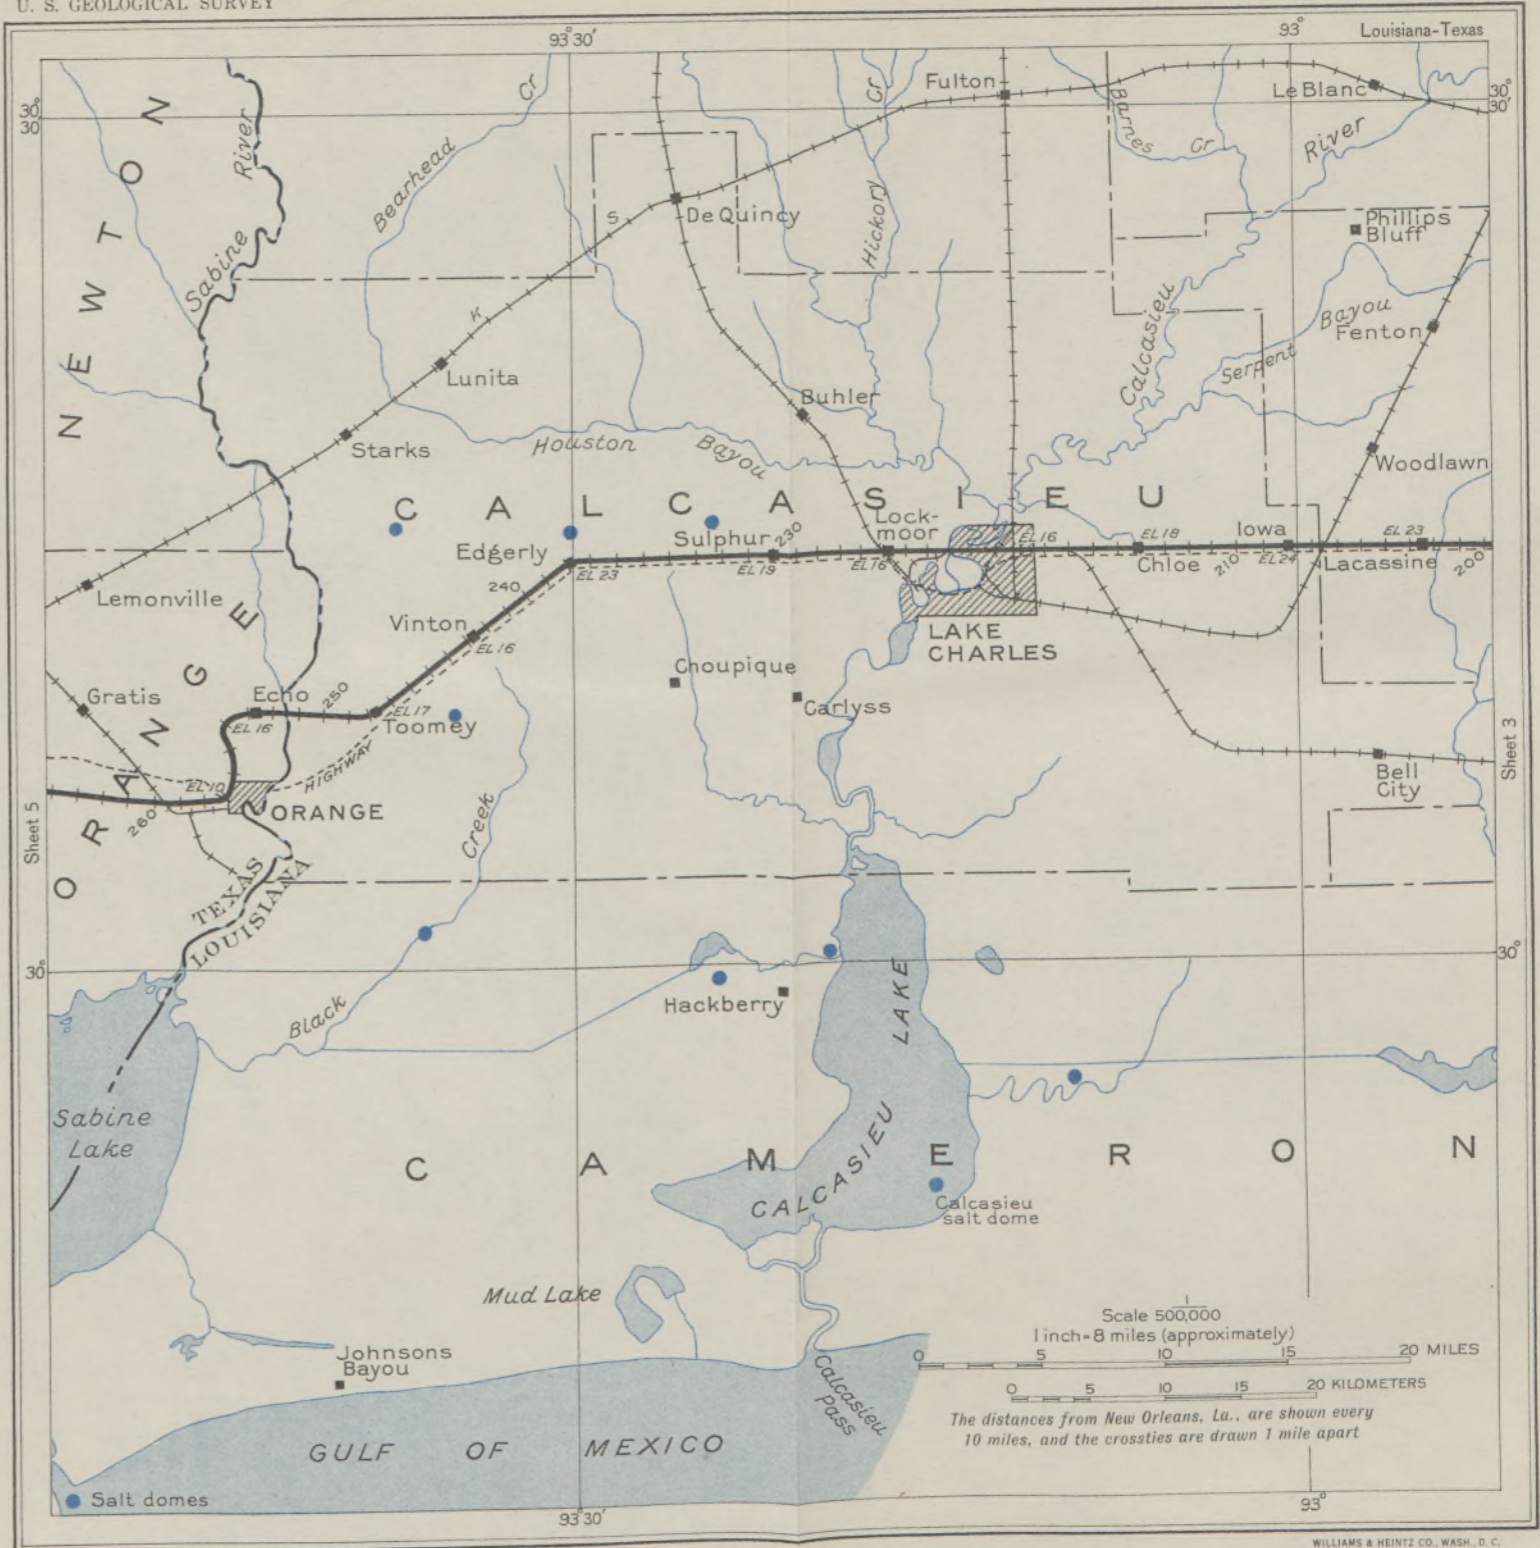 U. S. GEOLOGICAL SURVEY
93°30'
93°
Louisiana-Texas
30°
30'
30°
30'
NEWTON
River
Sabine
Bearhead
Cr
Cr
Hickory
Fulton
Barnes
Cr
Le Blanc
River
Phillips
Bluff
De Quincy
K
S
Calcasieu
Bayou
Serpent
Fenton
Lunita
Buhler
Starks
Houston
Bayou
Woodlawn
CALCASIEU
Edgerly
Sulphur
230
Lock-
moor
EL 16
EL 18
Iowa
EL 23
EL 23
EL 19
EL 16
Chloe
210
EL 24
Lacassine
200
Lemonville
240
Vinton
EL 16
LAKE
CHARLES
Choupique
Carlyss
ORANGE
Gratis
Echo
250
EL 17
EL 16
Toomey
HIGHWAY
EL 10
ORANGE
260
Bell
City
Sheet 5
Sheet 3
Creek
TEXAS
LOUISIANA
30°
30°
Black
Hackberry
CALCASIEU LAKE
Sabine
Lake
CAMERON
Calcasieu
salt dome
Mud Lake
Johnsons
Bayou
Calcasieu
Pass
GULF OF MEXICO
Salt domes
Scale 1/500,000
1 inch=8 miles (approximately)
0 5 10 15 20 MILES
0 5 10 15 20 KILOMETERS
The distances from New Orleans, La., are shown every
10 miles, and the crossties are drawn 1 mile apart
93°30'
93°
WILLIAMS & HEINTZ CO., WASH., D. C.